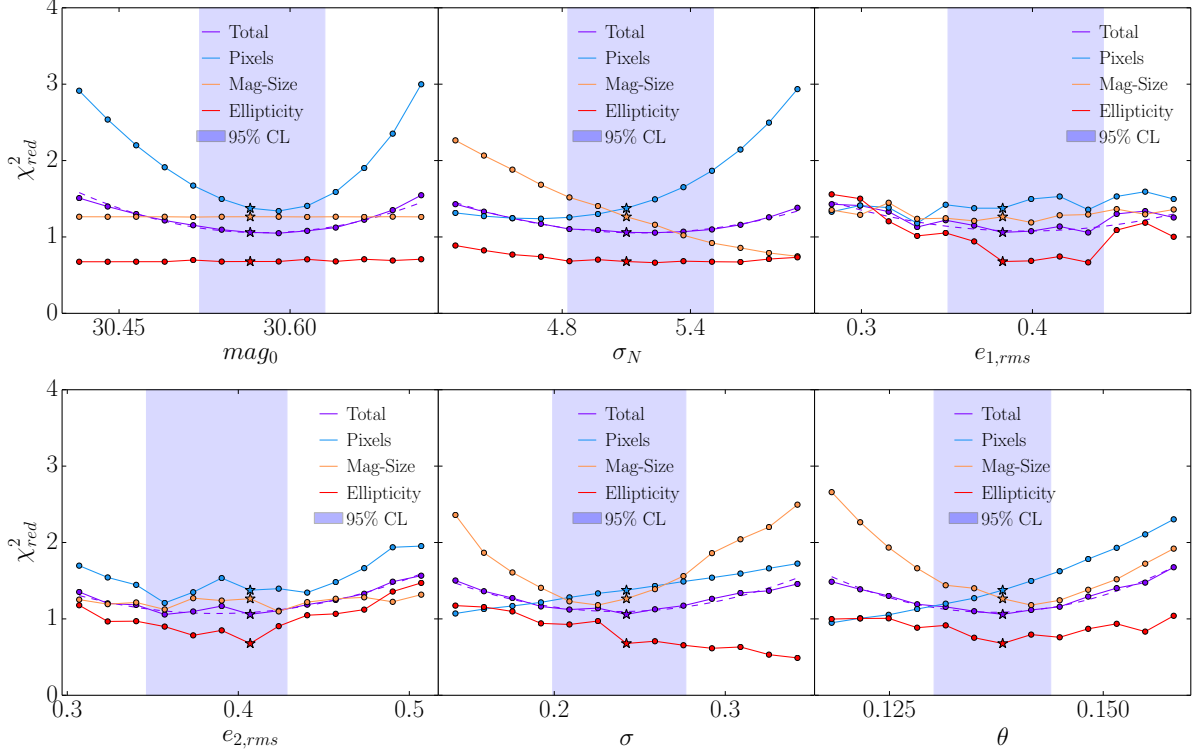 4
3
2
1
0
χ²_red
Total
Pixels
Mag-Size
Ellipticity
95% CL
30.45
30.60
mag₀
Total
Pixels
Mag-Size
Ellipticity
95% CL
4.8
5.4
σ_N
Total
Pixels
Mag-Size
Ellipticity
95% CL
0.3
0.4
e₁,rms
4
3
2
1
0
χ²_red
Total
Pixels
Mag-Size
Ellipticity
95% CL
0.3
0.4
0.5
e₂,rms
Total
Pixels
Mag-Size
Ellipticity
95% CL
0.2
0.3
σ
Total
Pixels
Mag-Size
Ellipticity
95% CL
0.125
0.150
θ